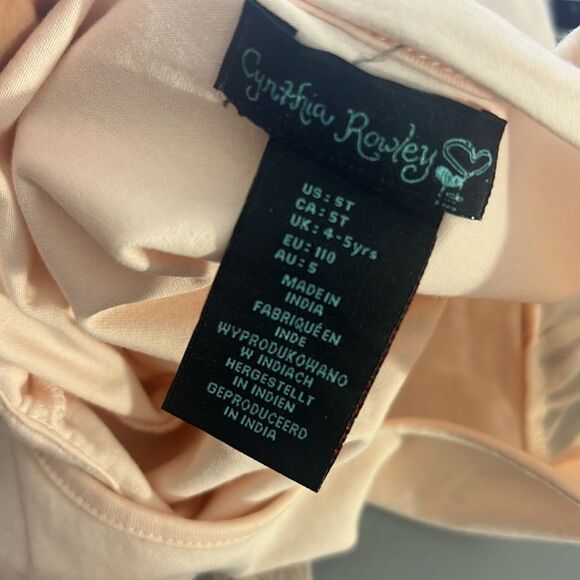 Cynthia Rowley
US: 5T
CA: 5T
UK: 4-5yrs
EU: 110
AU: 5
MADE IN
INDIA
FABRIQUÉ EN
INDE
WYPRODUKOWANO
W INDIACH
HERGESTELLT
IN INDIEN
GEPRODUCEERD
IN INDIA